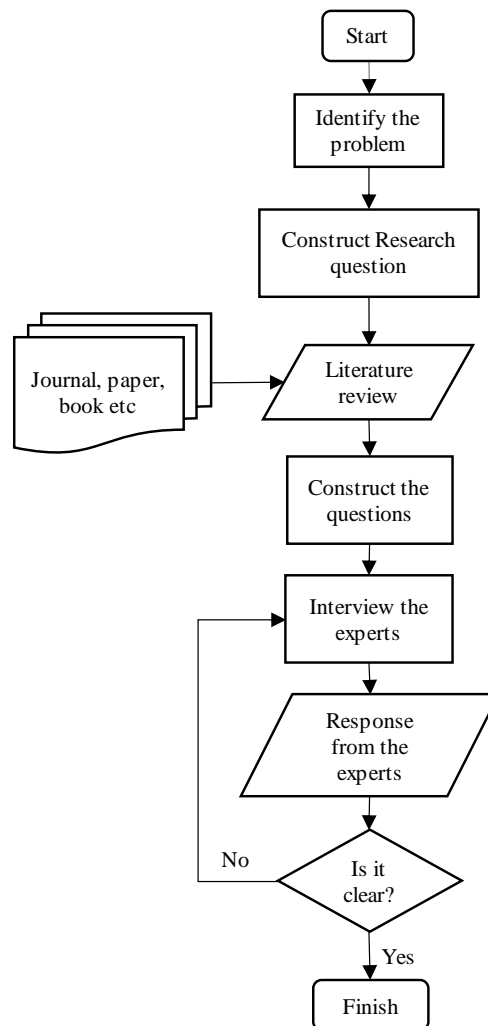 Start
Identify the
problem
Construct Research
question
Journal, paper,
book etc
Literature
review
Construct the
questions
Interview the
experts
Response
from the
experts
Is it
clear?
No
Yes
Finish